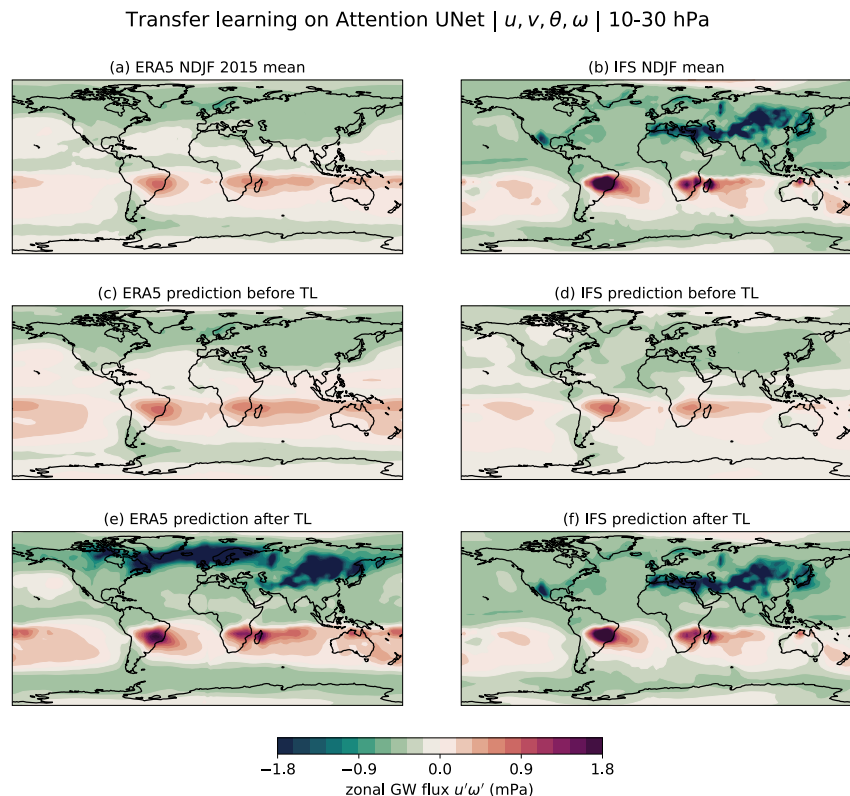 Transfer learning on Attention UNet | u, v, θ, ω | 10-30 hPa
(a) ERA5 NDJF 2015 mean
(b) IFS NDJF mean
(c) ERA5 prediction before TL
(d) IFS prediction before TL
(e) ERA5 prediction after TL
(f) IFS prediction after TL
−1.8 −0.9 0.0 0.9 1.8
zonal GW flux u′ω′ (mPa)